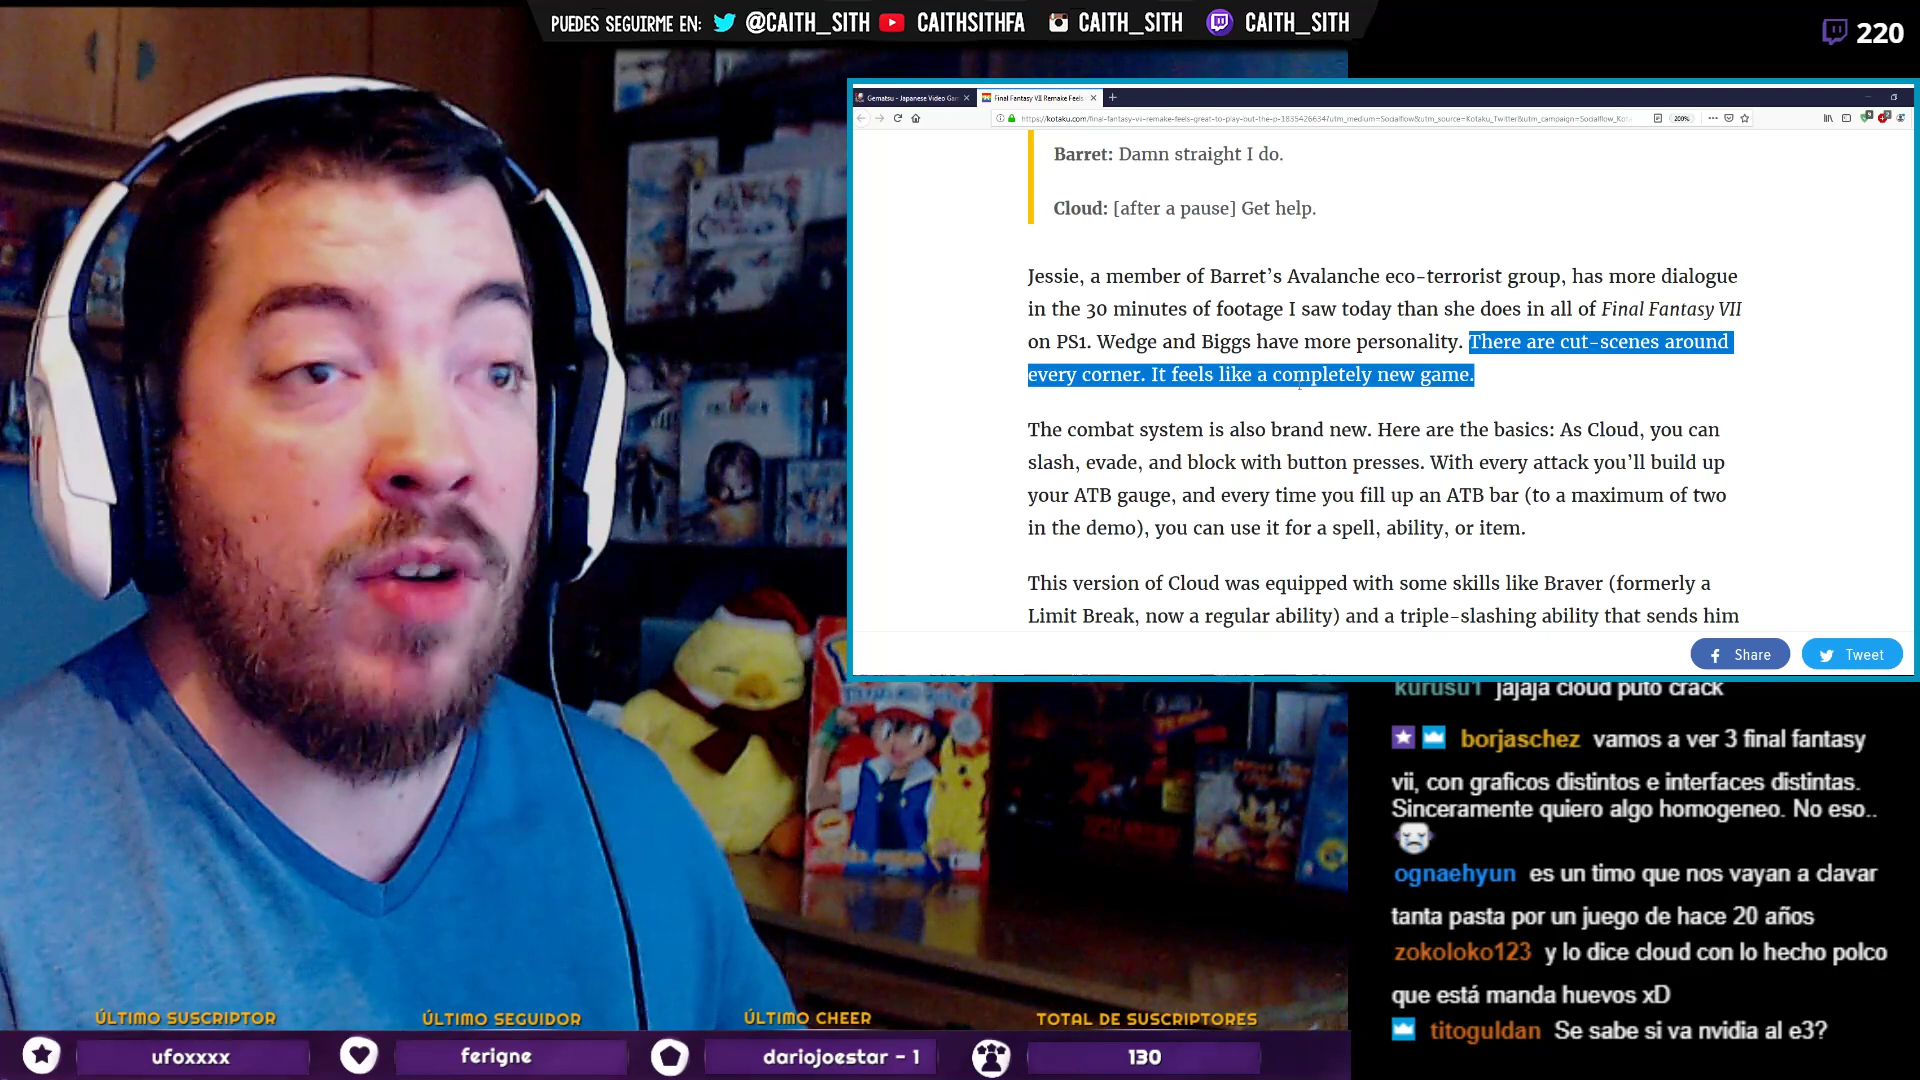 PUEDES SEGUIRME EN: @CAITH_SITH CAITHSITHFA CAITH_SITH CAITH_SITH
220
Gematsu - Japanese Video Gam
Final Fantasy VII Remake Feels
200%
Barret: Damn straight I do.
Cloud: [after a pause] Get help.
Jessie, a member of Barret’s Avalanche eco-terrorist group, has more dialogue
in the 30 minutes of footage I saw today than she does in all of Final Fantasy VII
on PS1. Wedge and Biggs have more personality. There are cut-scenes around
every corner. It feels like a completely new game.
The combat system is also brand new. Here are the basics: As Cloud, you can
slash, evade, and block with button presses. With every attack you’ll build up
your ATB gauge, and every time you fill up an ATB bar (to a maximum of two
in the demo), you can use it for a spell, ability, or item.
This version of Cloud was equipped with some skills like Braver (formerly a
Limit Break, now a regular ability) and a triple-slashing ability that sends him
Share Tweet
kurusu1 jajaja cloud puto crack
borjaschez vamos a ver 3 final fantasy
vii, con graficos distintos e interfaces distintas.
Sinceramente quiero algo homogeneo. No eso..
ognaehyun es un timo que nos vayan a clavar
tanta pasta por un juego de hace 20 años
zokoloko123 y lo dice cloud con lo hecho polco
que está manda huevos xD
titoguldan Se sabe si va nvidia al e3?
ÚLTIMO SUSCRIPTOR ÚLTIMO SEGUIDOR ÚLTIMO CHEER TOTAL DE SUSCRIPTORES
ufoxxxx ferigne dariojoestar - 1 130